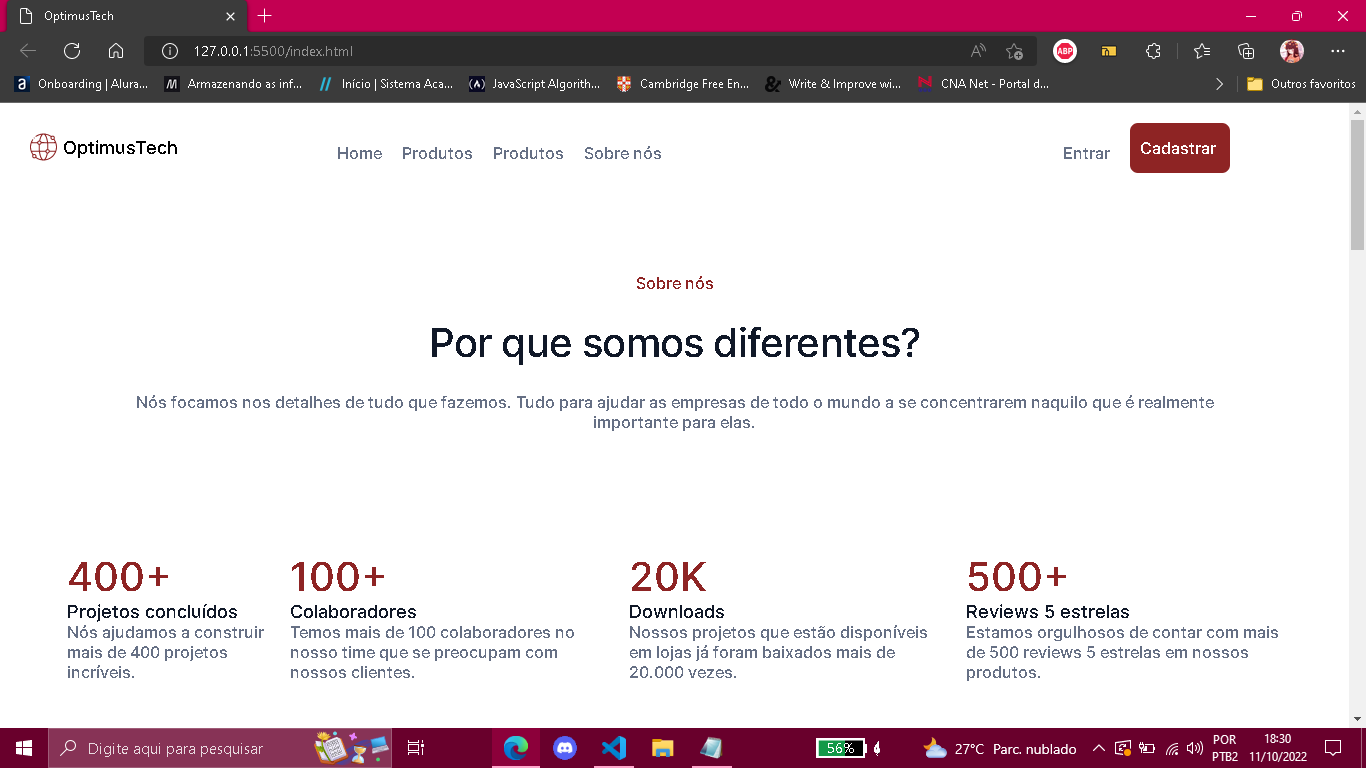 OptimusTech
127.0.0.1:5500/index.html
ABP
Onboarding | Alura...
Armazenando as inf...
Início | Sistema Aca...
JavaScript Algorith...
Cambridge Free En...
Write & Improve wi...
CNA Net - Portal d...
Outros favoritos
OptimusTech
Home
Produtos
Produtos
Sobre nós
Entrar
Cadastrar
Sobre nós
Por que somos diferentes?
Nós focamos nos detalhes de tudo que fazemos. Tudo para ajudar as empresas de todo o mundo a se concentrarem naquilo que é realmente
importante para elas.
400+
Projetos concluídos
Nós ajudamos a construir
mais de 400 projetos
incríveis.
100+
Colaboradores
Temos mais de 100 colaboradores no
nosso time que se preocupam com
nossos clientes.
20K
Downloads
Nossos projetos que estão disponíveis
em lojas já foram baixados mais de
20.000 vezes.
500+
Reviews 5 estrelas
Estamos orgulhosos de contar com mais
de 500 reviews 5 estrelas em nossos
produtos.
Digite aqui para pesquisar
56%
27°C Parc. nublado
POR
PTB2
18:30
11/10/2022